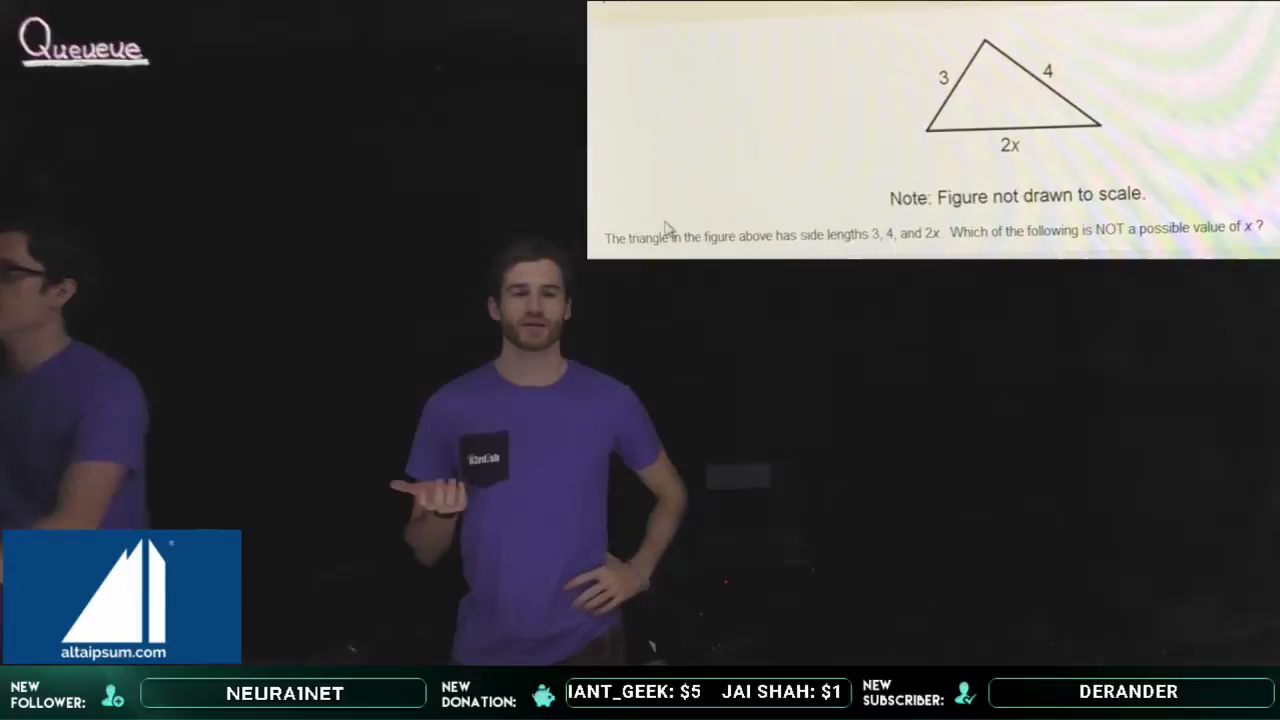 Queueue
3
4
2x
Note: Figure not drawn to scale.
The triangle in the figure above has side lengths 3, 4, and 2x Which of the following is NOT a possible value of x ?
altaipsum.com
NEW FOLLOWER:
NEURA1NET
NEW DONATION:
IANT_GEEK: $5 JAI SHAH: $1
NEW SUBSCRIBER:
DERANDER